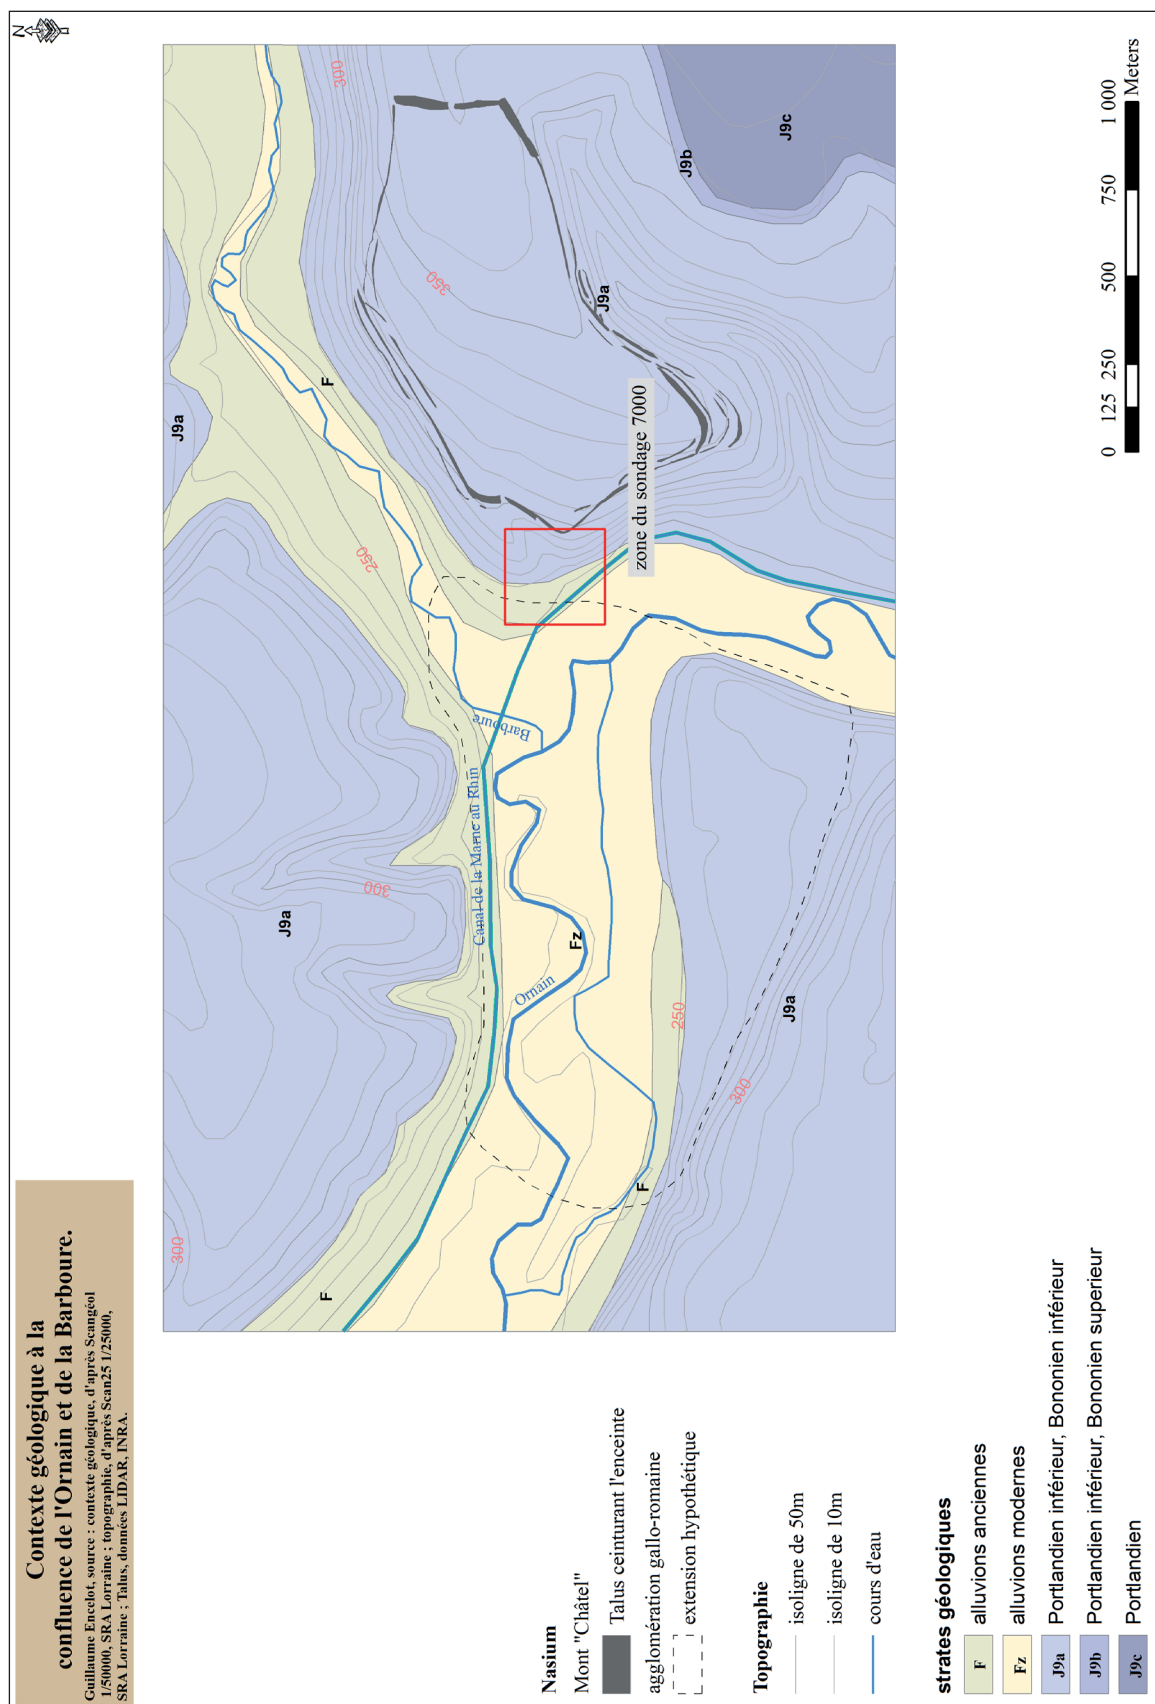 Contexte géologique à la
confluence de l'Ornain et de la Barboure.
Guillaume Encelot, source : contexte géologique, d'après Scangéol
1/50000, SRA Lorraine ; topographie, d'après Scan25 1/25000,
SRA Lorraine ; Talus, données LIDAR, INRA.
N
300
J9a
300
J9a
300
F
250
F
300
350
J9a
J9b
J9c
Canal de la Marne au Rhin
Barboure
Ornain
Fz
zone du sondage 7000
F
250
300
J9a
Nasium
Mont "Châtel"
Talus ceinturant l'enceinte
agglomération gallo-romaine
extension hypothétique
Topographie
isoligne de 50m
isoligne de 10m
cours d'eau
strates géologiques
F alluvions anciennes
Fz alluvions modernes
J9a Portlandien inférieur, Bononien inférieur
J9b Portlandien inférieur, Bononien superieur
J9c Portlandien
0 125 250 500 750 1 000
Meters